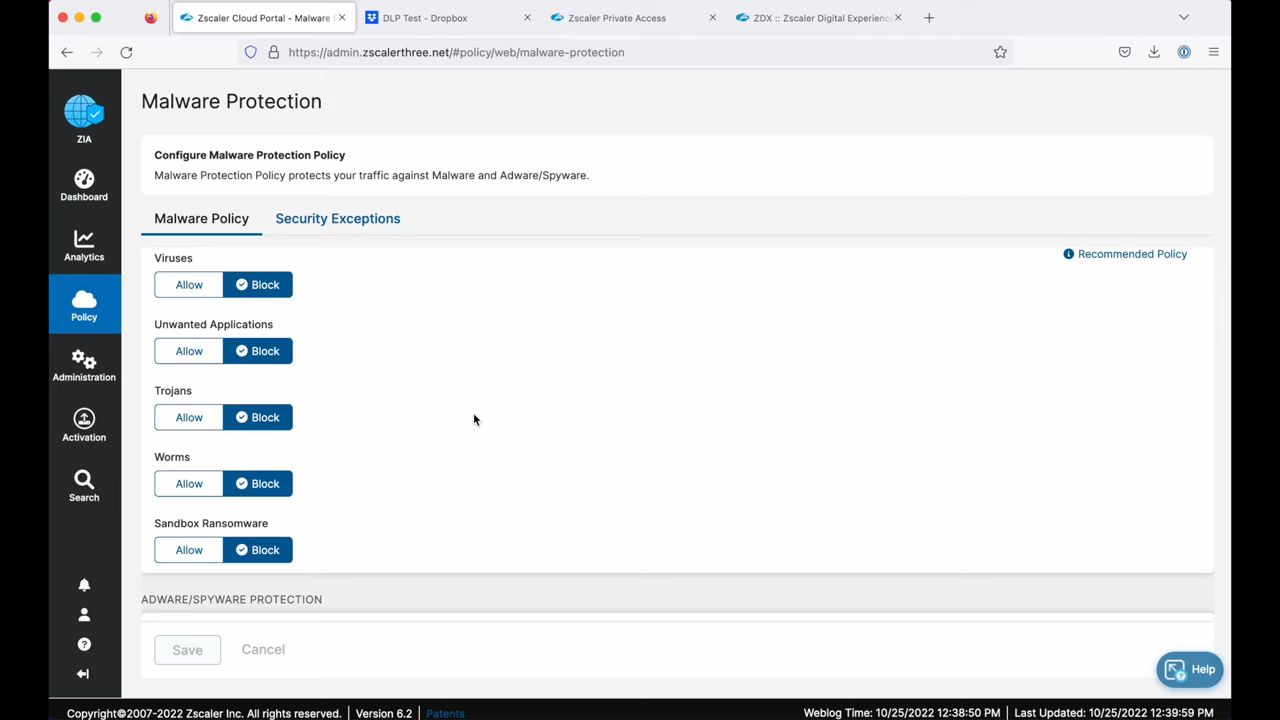 Zscaler Cloud Portal - Malware
DLP Test - Dropbox
Zscaler Private Access
ZDX :: Zscaler Digital Experienc
https://admin.zscalerthree.net/#policy/web/malware-protection
ZIA
Dashboard
Analytics
Policy
Administration
Activation
Search
Malware Protection
Configure Malware Protection Policy
Malware Protection Policy protects your traffic against Malware and Adware/Spyware.
Malware Policy
Security Exceptions
Recommended Policy
Viruses
Allow Block
Unwanted Applications
Allow Block
Trojans
Allow Block
Worms
Allow Block
Sandbox Ransomware
Allow Block
ADWARE/SPYWARE PROTECTION
Save Cancel
Help
Copyright©2007-2022 Zscaler Inc. All rights reserved. | Version 6.2 | Patents
Weblog Time: 10/25/2022 12:38:50 PM | Last Updated: 10/25/2022 12:39:59 PM